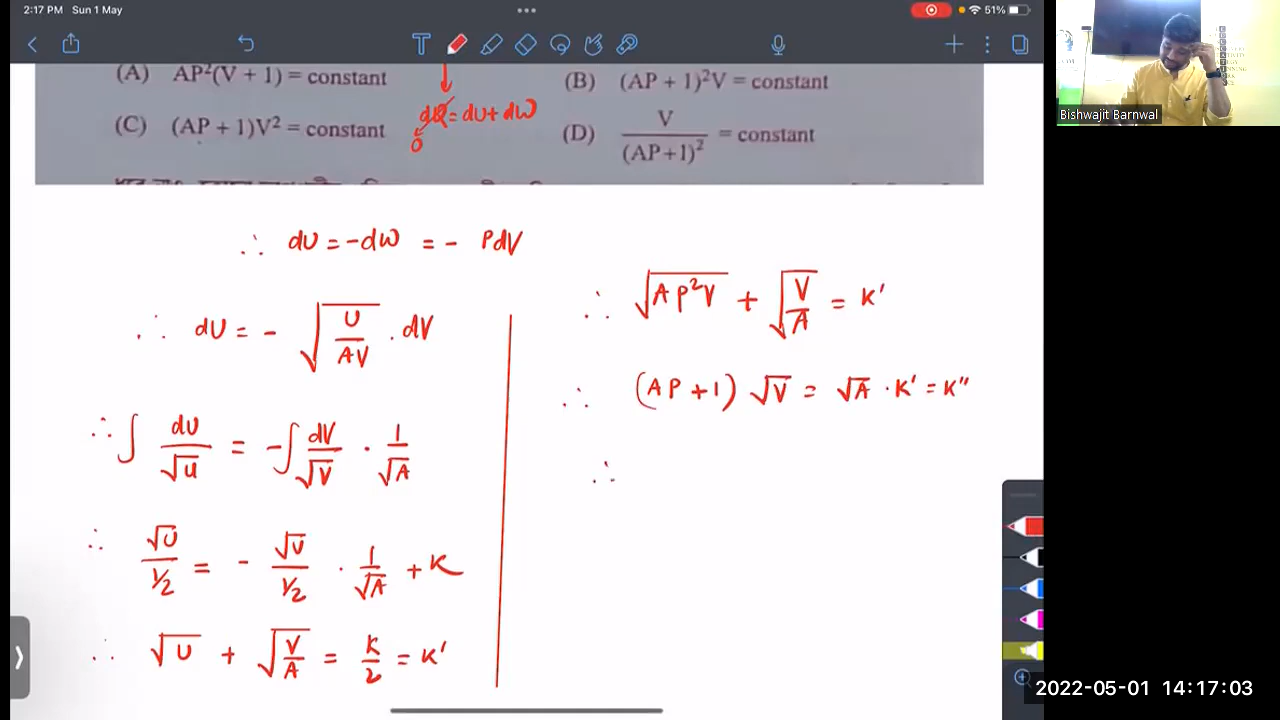 2:17 PM Sun 1 May
51%
(A) AP²(V + 1) = constant
(B) (AP + 1)²V = constant
dQ = dU + dW
0
(C) (AP + 1)V² = constant
(D) V/(AP+1)² = constant
∴ dU = -dW = - PdV
∴ dU = - √(U/AV) . dV
∴ ∫ dU/√U = -∫ dV/√V · 1/√A
∴ √U/½ = - √V/½ · 1/√A + K
∴ √U + √(V/A) = K/2 = K'
∴ √(AP²V) + √(V/A) = K'
∴ (AP + 1) √V = √A · K' = K''
∴
Bishwajit Barnwal
2022-05-01 14:17:03